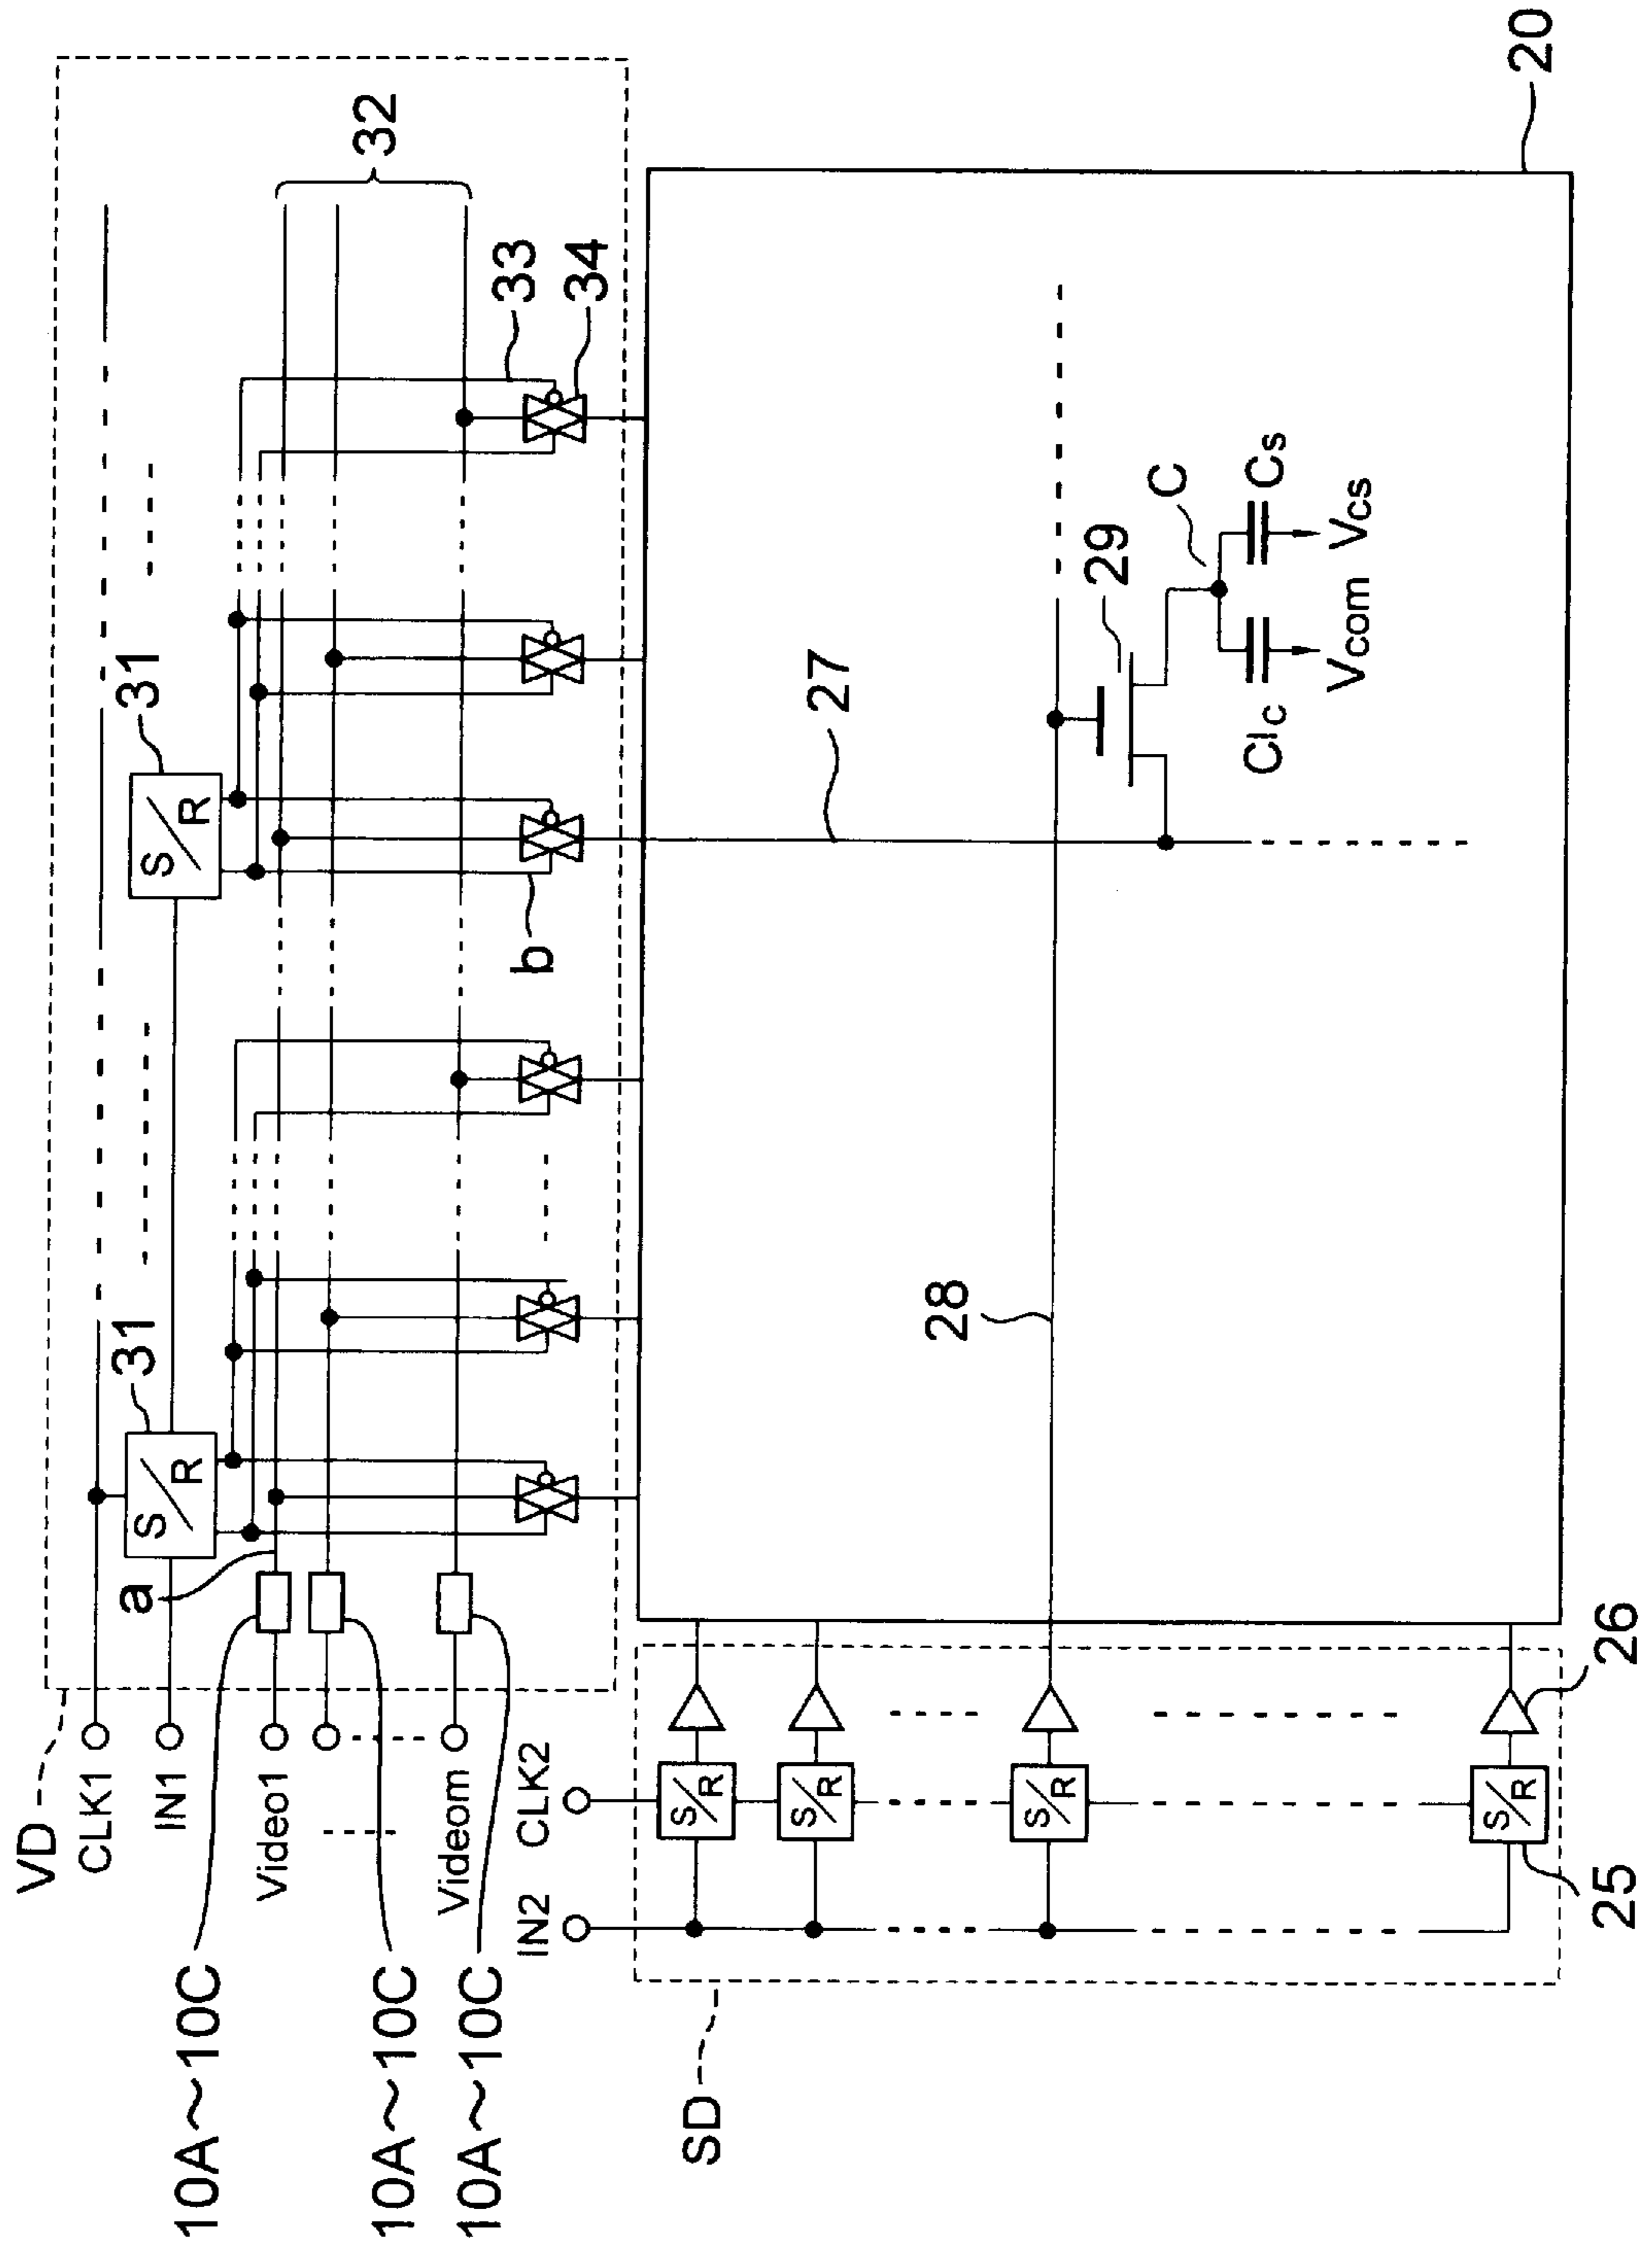 VD
CLK1
IN1
Video1
Videom
10A～10C
10A～10C
10A～10C
a
S/R
31
S/R
31
b
32
33
34
IN2
CLK2
SD
S/R
S/R
S/R
S/R
25
26
28
27
29
C
Clc
Cs
Vcom
Vcs
20